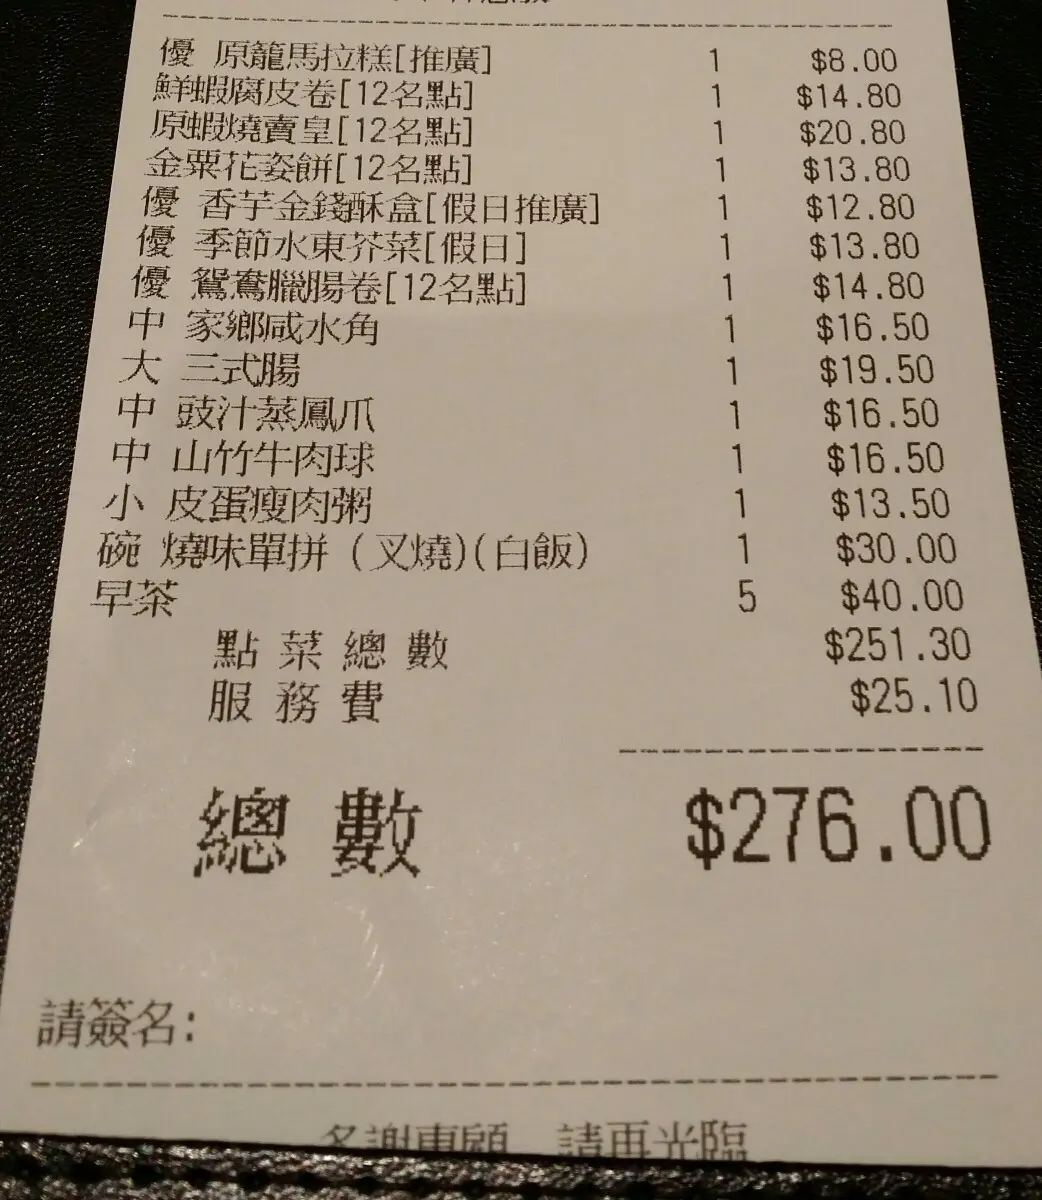 優 原籠馬拉糕[推廣] 1 $8.00
鮮蝦腐皮卷[12名點] 1 $14.80
原蝦燒賣皇[12名點] 1 $20.80
金粟花姿餅[12名點] 1 $13.80
優 香芋金錢酥盒[假日推廣] 1 $12.80
優 季節水東芥菜[假日] 1 $13.80
優 鴛鴦臘腸卷[12名點] 1 $14.80
中 家鄉咸水角 1 $16.50
大 三式腸 1 $19.50
中 豉汁蒸鳳爪 1 $16.50
中 山竹牛肉球 1 $16.50
小 皮蛋瘦肉粥 1 $13.50
碗 燒味單拼 (叉燒)(白飯) 1 $30.00
早茶 5 $40.00
點菜總數 $251.30
服務費 $25.10
總數 $276.00
請簽名:
多謝惠顧 請再光臨